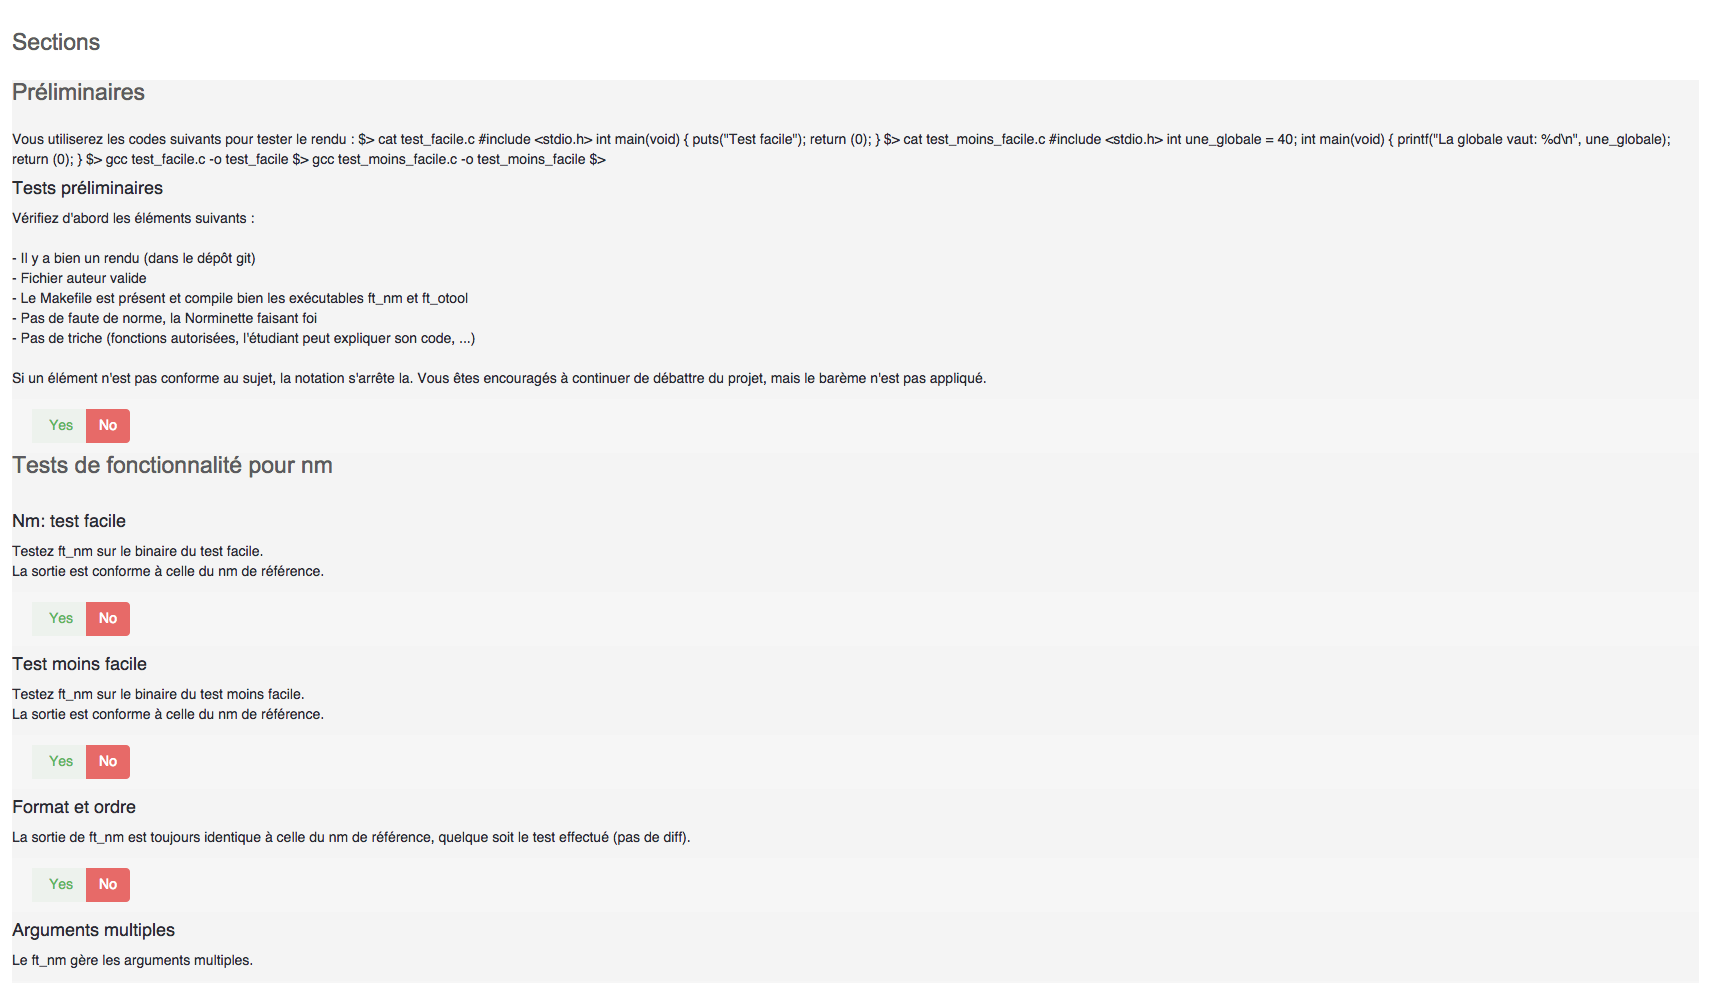 Sections
Préliminaires
Vous utiliserez les codes suivants pour tester le rendu : $> cat test_facile.c #include <stdio.h> int main(void) { puts("Test facile"); return (0); } $> cat test_moins_facile.c #include <stdio.h> int une_globale = 40; int main(void) { printf("La globale vaut: %d\n", une_globale);
return (0); } $> gcc test_facile.c -o test_facile $> gcc test_moins_facile.c -o test_moins_facile $>
Tests préliminaires
Vérifiez d'abord les éléments suivants :
- Il y a bien un rendu (dans le dépôt git)
- Fichier auteur valide
- Le Makefile est présent et compile bien les exécutables ft_nm et ft_otool
- Pas de faute de norme, la Norminette faisant foi
- Pas de triche (fonctions autorisées, l'étudiant peut expliquer son code, ...)
Si un élément n'est pas conforme au sujet, la notation s'arrête la. Vous êtes encouragés à continuer de débattre du projet, mais le barème n'est pas appliqué.
Yes No
Tests de fonctionnalité pour nm
Nm: test facile
Testez ft_nm sur le binaire du test facile.
La sortie est conforme à celle du nm de référence.
Yes No
Test moins facile
Testez ft_nm sur le binaire du test moins facile.
La sortie est conforme à celle du nm de référence.
Yes No
Format et ordre
La sortie de ft_nm est toujours identique à celle du nm de référence, quelque soit le test effectué (pas de diff).
Yes No
Arguments multiples
Le ft_nm gère les arguments multiples.